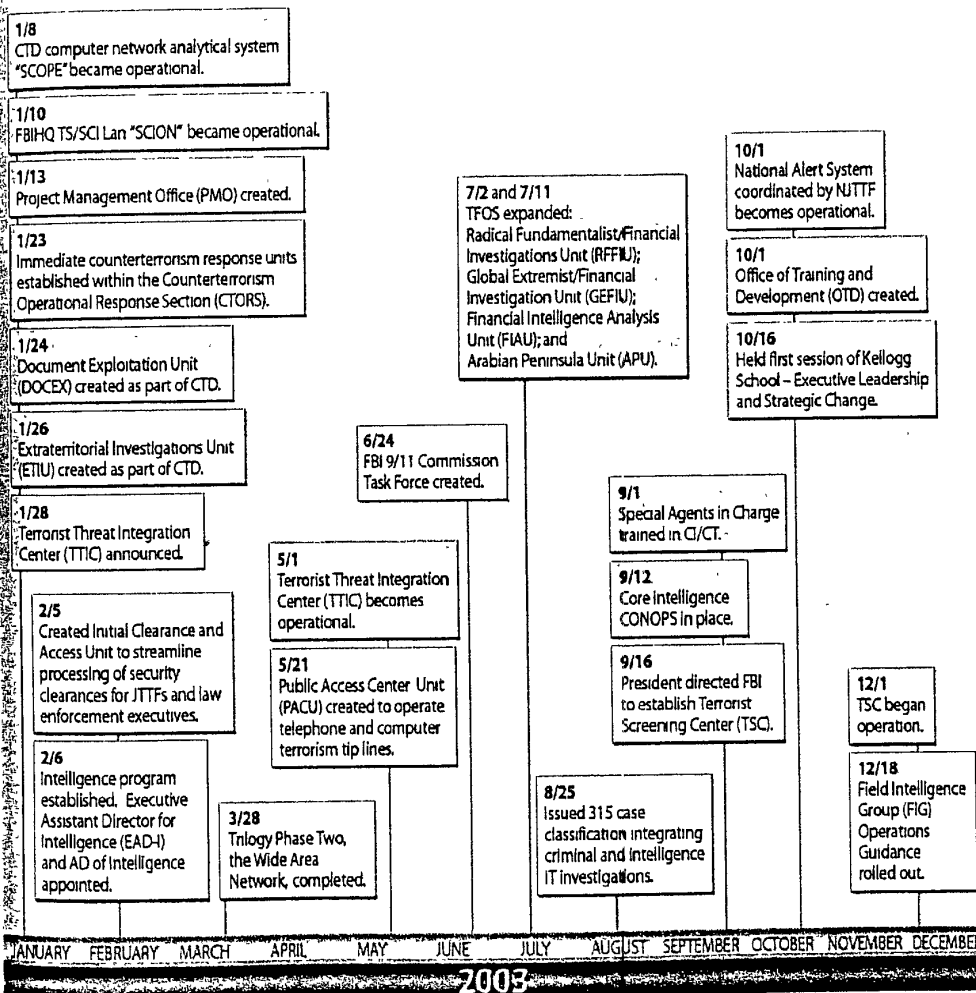 1/8
CTD computer network analytical system
"SCOPE" became operational.
1/10
FBIHQ TS/SCI Lan "SCION" became operational.
1/13
Project Management Office (PMO) created.
1/23
Immediate counterterrorism response units
established within the Counterterrorism
Operational Response Section (CTORS).
1/24
Document Exploitation Unit
(DOCEX) created as part of CTD.
1/26
Extraterritorial Investigations Unit
(ETIU) created as part of CTD.
1/28
Terrorist Threat Integration
Center (TTIC) announced.
2/5
Created Initial Clearance and
Access Unit to streamline
processing of security
clearances for JTTFs and law
enforcement executives.
2/6
Intelligence program
established. Executive
Assistant Director for
Intelligence (EAD-I)
and AD of Intelligence
appointed.
3/28
Trilogy Phase Two,
the Wide Area
Network, completed.
5/1
Terrorist Threat Integration
Center (TTIC) becomes
operational.
5/21
Public Access Center Unit
(PACU) created to operate
telephone and computer
terrorism tip lines.
6/24
FBI 9/11 Commission
Task Force created.
7/2 and 7/11
TFOS expanded:
Radical Fundamentalist/Financial
Investigations Unit (RFFIU);
Global Extremist/Financial
Investigation Unit (GEFIU);
Financial Intelligence Analysis
Unit (FIAU); and
Arabian Peninsula Unit (APU).
8/25
Issued 315 case
classification integrating
criminal and intelligence
IT investigations.
9/1
Special Agents in Charge
trained in CI/CT.
9/12
Core intelligence
CONOPS in place.
9/16
President directed FBI
to establish Terrorist
Screening Center (TSC).
10/1
National Alert System
coordinated by NJTTF
becomes operational.
10/1
Office of Training and
Development (OTD) created.
10/16
Held first session of Kellogg
School – Executive Leadership
and Strategic Change.
12/1
TSC began
operation.
12/18
Field Intelligence
Group (FIG)
Operations
Guidance
rolled out.
JANUARY FEBRUARY MARCH APRIL MAY JUNE JULY AUGUST SEPTEMBER OCTOBER NOVEMBER DECEMBER
2003